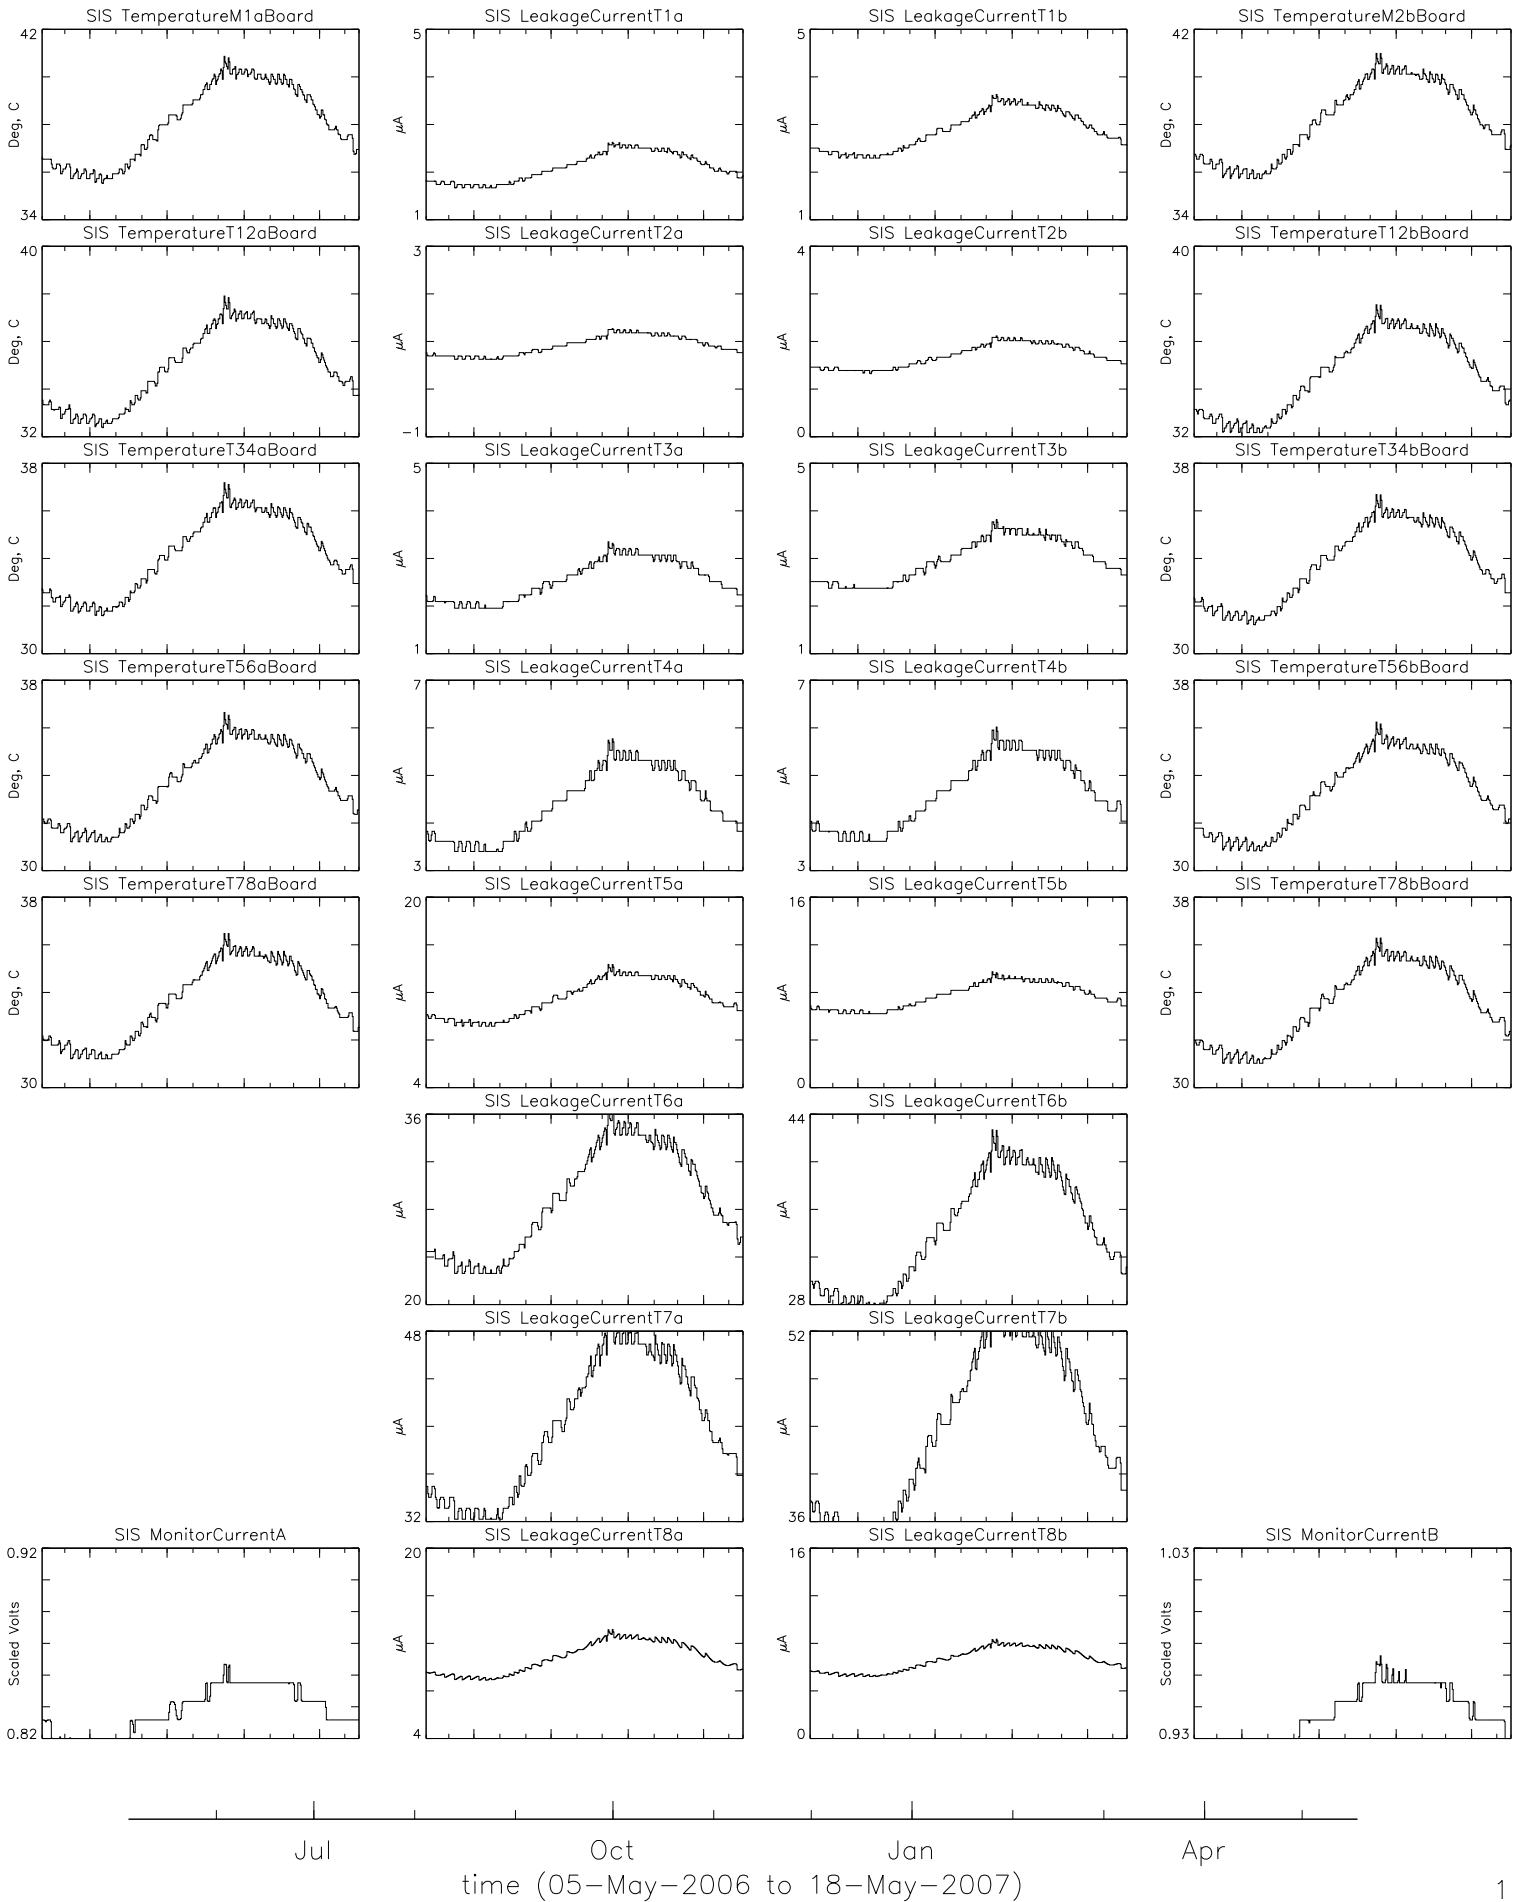 SIS TemperatureM1aBoard
SIS LeakageCurrentT1a
SIS LeakageCurrentT1b
SIS TemperatureM2bBoard
42
5
5
42
Deg, C
μA
μA
Deg, C
34
1
1
34
SIS TemperatureT12aBoard
SIS LeakageCurrentT2a
SIS LeakageCurrentT2b
SIS TemperatureT12bBoard
40
3
4
40
Deg, C
μA
μA
Deg, C
32
−1
0
32
SIS TemperatureT34aBoard
SIS LeakageCurrentT3a
SIS LeakageCurrentT3b
SIS TemperatureT34bBoard
38
5
5
38
Deg, C
μA
μA
Deg, C
30
1
1
30
SIS TemperatureT56aBoard
SIS LeakageCurrentT4a
SIS LeakageCurrentT4b
SIS TemperatureT56bBoard
38
7
7
38
Deg, C
μA
μA
Deg, C
30
3
3
30
SIS TemperatureT78aBoard
SIS LeakageCurrentT5a
SIS LeakageCurrentT5b
SIS TemperatureT78bBoard
38
20
16
38
Deg, C
μA
μA
Deg, C
30
4
0
30
SIS LeakageCurrentT6a
SIS LeakageCurrentT6b
36
44
μA
μA
20
28
SIS LeakageCurrentT7a
SIS LeakageCurrentT7b
48
52
μA
μA
32
36
SIS MonitorCurrentA
SIS LeakageCurrentT8a
SIS LeakageCurrentT8b
SIS MonitorCurrentB
0.92
20
16
1.03
Scaled Volts
μA
μA
Scaled Volts
0.82
4
0
0.93
Jul
Oct
Jan
Apr
time (05−May−2006 to 18−May−2007)
1